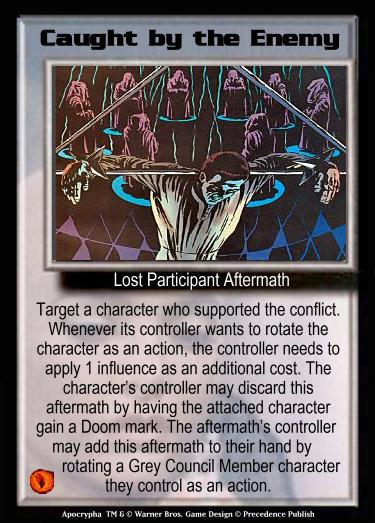 Caught by the Enemy
Lost Participant Aftermath
Target a character who supported the conflict.
Whenever its controller wants to rotate the
character as an action, the controller needs to
apply 1 influence as an additional cost. The
character's controller may discard this
aftermath by having the attached character
gain a Doom mark. The aftermath's controller
may add this aftermath to their hand by
rotating a Grey Council Member character
they control as an action.
Apocrypha TM & © Warner Bros. Game Design © Precedence Publish